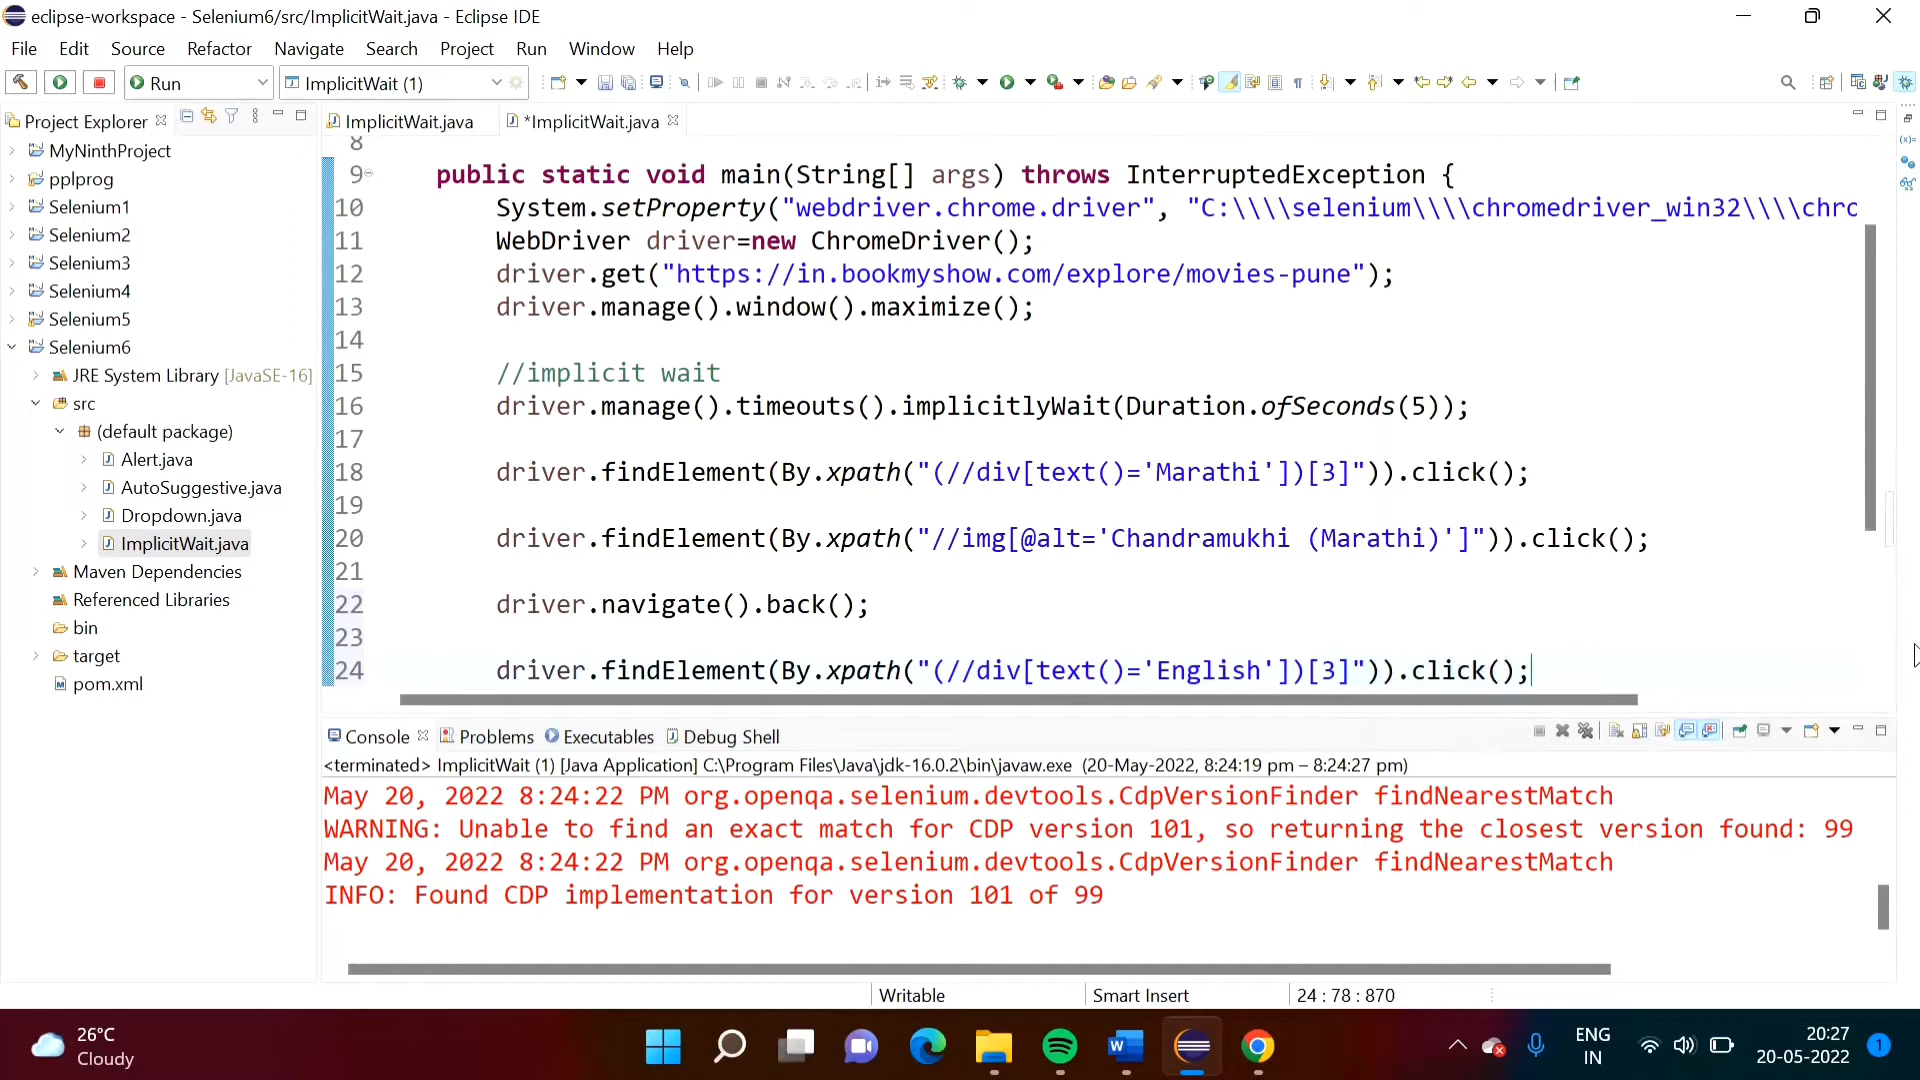 eclipse-workspace - Selenium6/src/ImplicitWait.java - Eclipse IDE
File Edit Source Refactor Navigate Search Project Run Window Help
Run ImplicitWait (1)
Project Explorer
MyNinthProject
pplprog
Selenium1
Selenium2
Selenium3
Selenium4
Selenium5
Selenium6
JRE System Library [JavaSE-16]
src
(default package)
Alert.java
AutoSuggestive.java
Dropdown.java
ImplicitWait.java
Maven Dependencies
Referenced Libraries
bin
target
pom.xml
ImplicitWait.java *ImplicitWait.java
8
9 public static void main(String[] args) throws InterruptedException {
10 System.setProperty("webdriver.chrome.driver", "C:\\\\selenium\\\\chromedriver_win32\\\\chro
11 WebDriver driver=new ChromeDriver();
12 driver.get("https://in.bookmyshow.com/explore/movies-pune");
13 driver.manage().window().maximize();
14
15 //implicit wait
16 driver.manage().timeouts().implicitlyWait(Duration.ofSeconds(5));
17
18 driver.findElement(By.xpath("(//div[text()='Marathi'])[3]")).click();
19
20 driver.findElement(By.xpath("//img[@alt='Chandramukhi (Marathi)']")).click();
21
22 driver.navigate().back();
23
24 driver.findElement(By.xpath("(//div[text()='English'])[3]")).click();
Console Problems Executables Debug Shell
<terminated> ImplicitWait (1) [Java Application] C:\Program Files\Java\jdk-16.0.2\bin\javaw.exe (20-May-2022, 8:24:19 pm – 8:24:27 pm)
May 20, 2022 8:24:22 PM org.openqa.selenium.devtools.CdpVersionFinder findNearestMatch
WARNING: Unable to find an exact match for CDP version 101, so returning the closest version found: 99
May 20, 2022 8:24:22 PM org.openqa.selenium.devtools.CdpVersionFinder findNearestMatch
INFO: Found CDP implementation for version 101 of 99
Writable Smart Insert 24 : 78 : 870
26°C
Cloudy
ENG
IN
20:27
20-05-2022
1